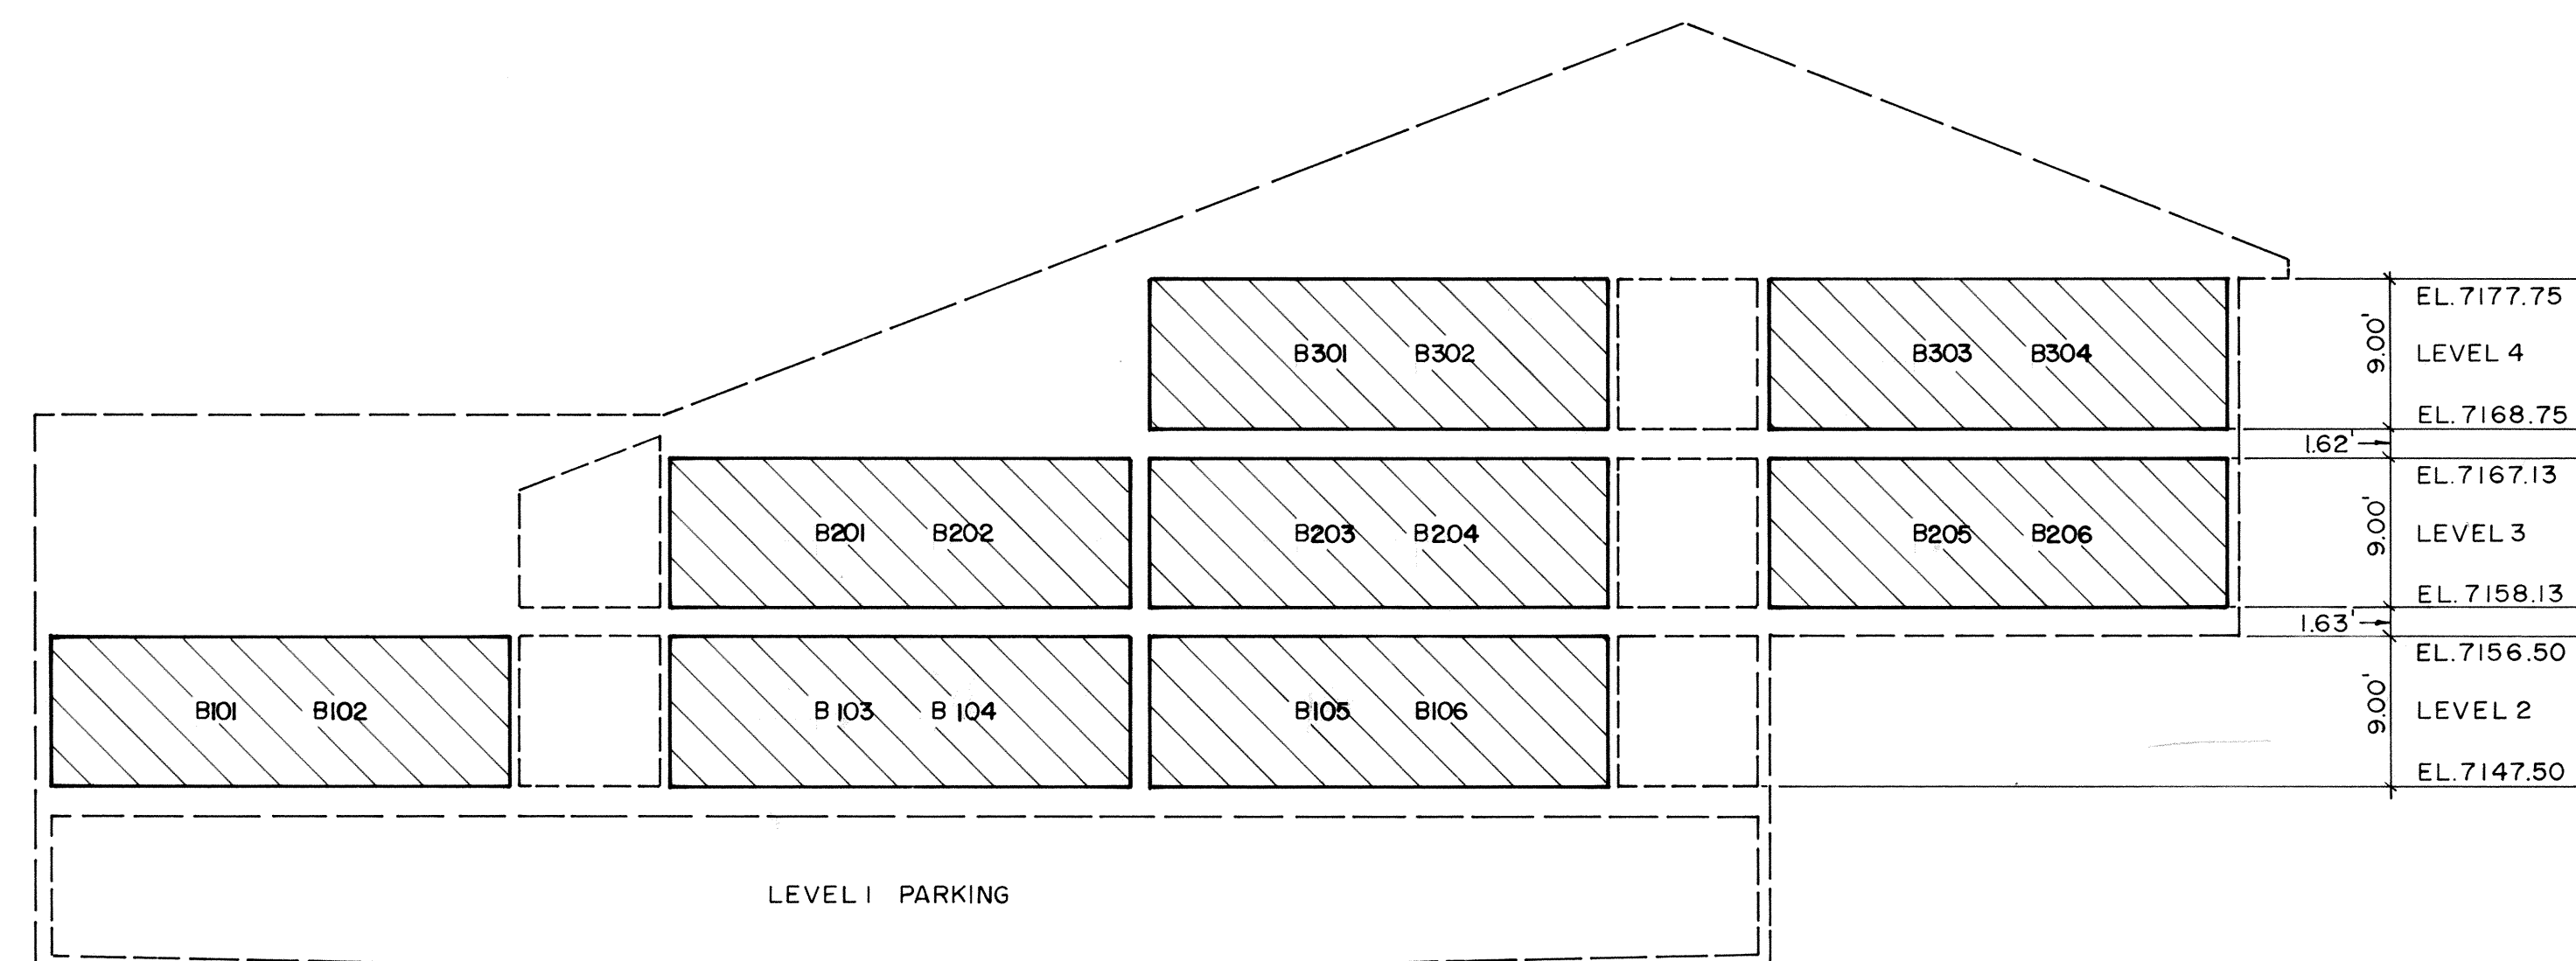 EL. 7177.75
B301 B302 B303 B304 9.00' LEVEL 4
EL. 7168.75
1.62'
EL. 7167.13
B201 B202 B203 B204 B205 B206 9.00' LEVEL 3
EL. 7158.13
1.63'
EL. 7156.50
B101 B102 B103 B104 B105 B106 9.00' LEVEL 2
EL. 7147.50
LEVEL 1 PARKING